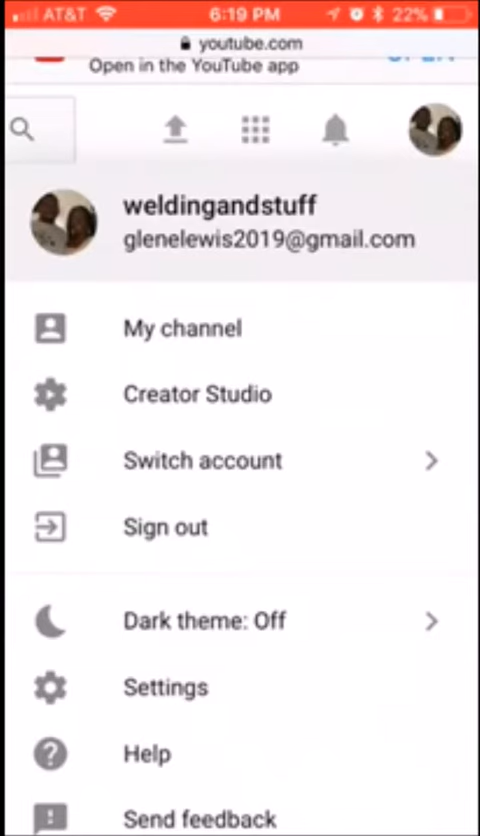 AT&T 6:19 PM 22%
youtube.com
Open in the YouTube app OPEN
weldingandstuff
glenelewis2019@gmail.com
My channel
Creator Studio
Switch account
Sign out
Dark theme: Off
Settings
Help
Send feedback